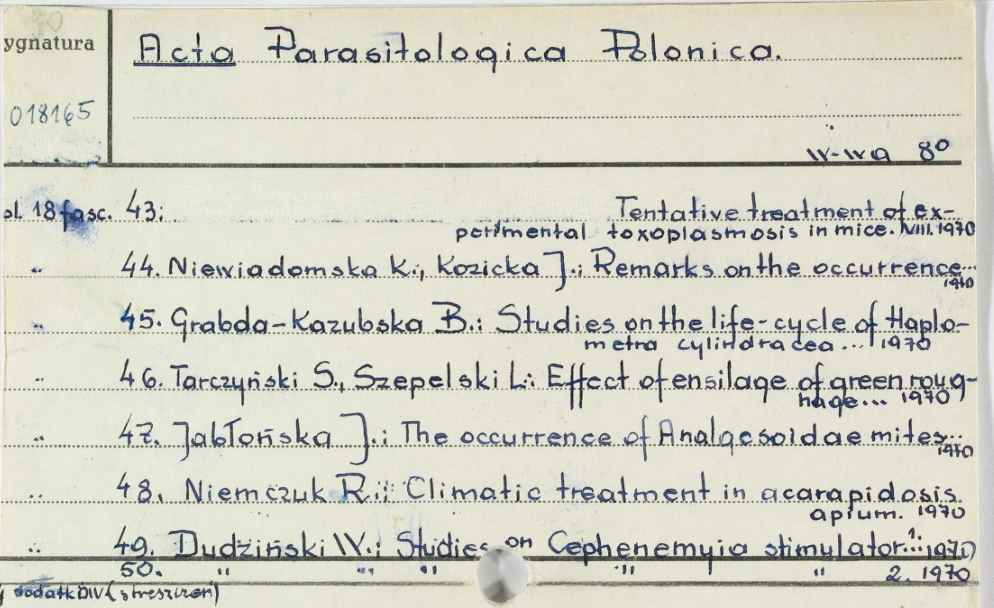 ygnatura
Acta Parasitologica Polonica.
018165
W-wa 8°
ol. 18 fasc. 43: Tentative treatment of ex-
perimental toxoplasmosis in mice. VIII.1970
" 44. Niewiadomska K., Kozicka J.: Remarks on the occurrence...
1970
" 45. Grabda-Kazubska B.: Studies on the life-cycle of Haplo-
metra cylindracea... 1970
" 46. Tarczyński S., Szepelski L.: Effect of ensilage of green roug-
hage... 1970
" 47. Jabłońska J.: The occurrence of Analgesoidae mites...
1970
" 48. Niemczuk R.: Climatic treatment in acarapidosis
apium. 1970
" 49. Dudziński W.: Studies on Cephenemyia stimulator... 1. 1970
50. " " " " " 2. 1970
dodatk DIV (streszczeń)